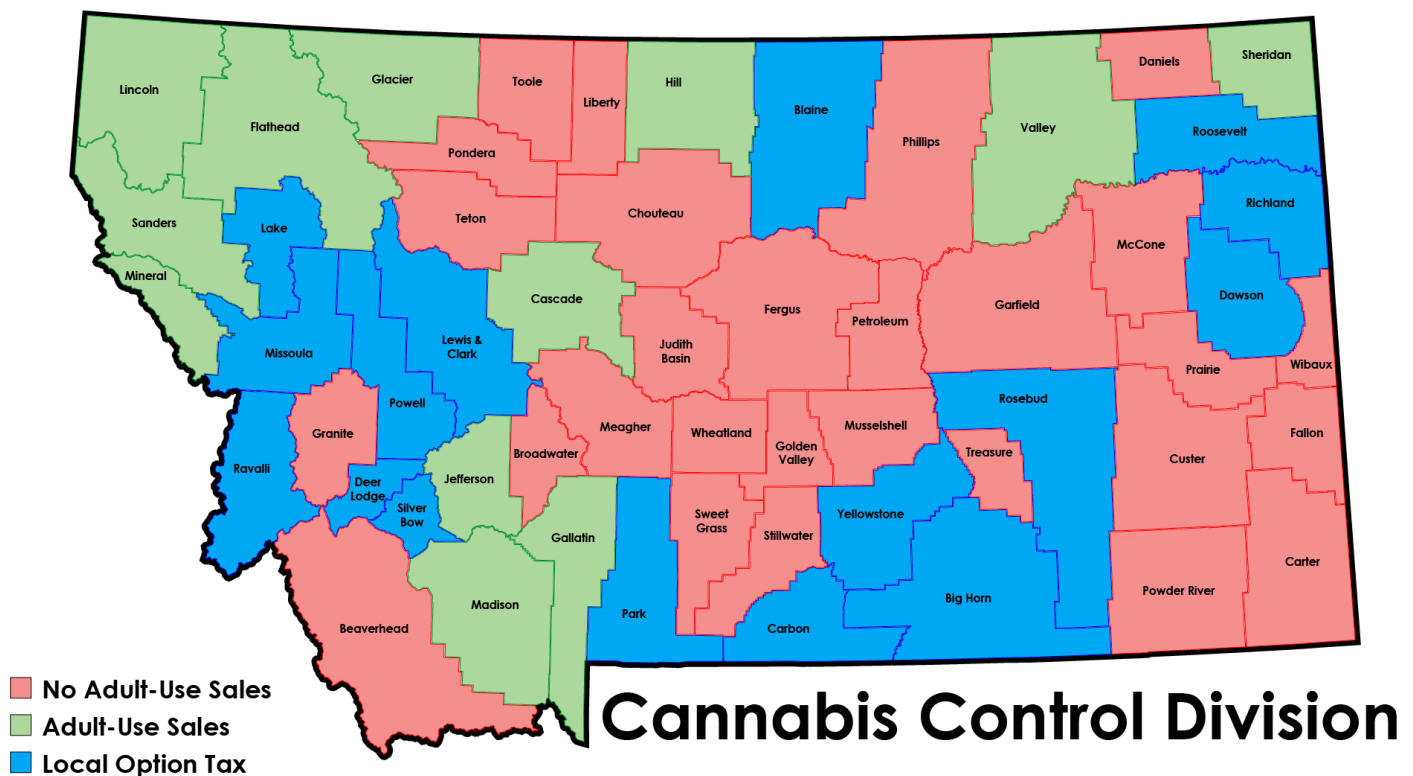 Lincoln
Flathead
Glacier
Toole
Liberty
Hill
Blaine
Phillips
Valley
Daniels
Sheridan
Roosevelt
Pondera
Teton
Chouteau
Sanders
Lake
Richland
McCone
Mineral
Cascade
Fergus
Petroleum
Garfield
Dawson
Missoula
Lewis &
Clark
Judith
Basin
Prairie
Wibaux
Powell
Rosebud
Granite
Broadwater
Meagher
Wheatland
Golden
Valley
Musselshell
Treasure
Custer
Fallon
Ravalli
Deer
Lodge
Silver
Bow
Jefferson
Gallatin
Sweet
Grass
Stillwater
Yellowstone
Carter
Beaverhead
Madison
Park
Carbon
Big Horn
Powder River
No Adult-Use Sales
Adult-Use Sales
Local Option Tax
Cannabis Control Division